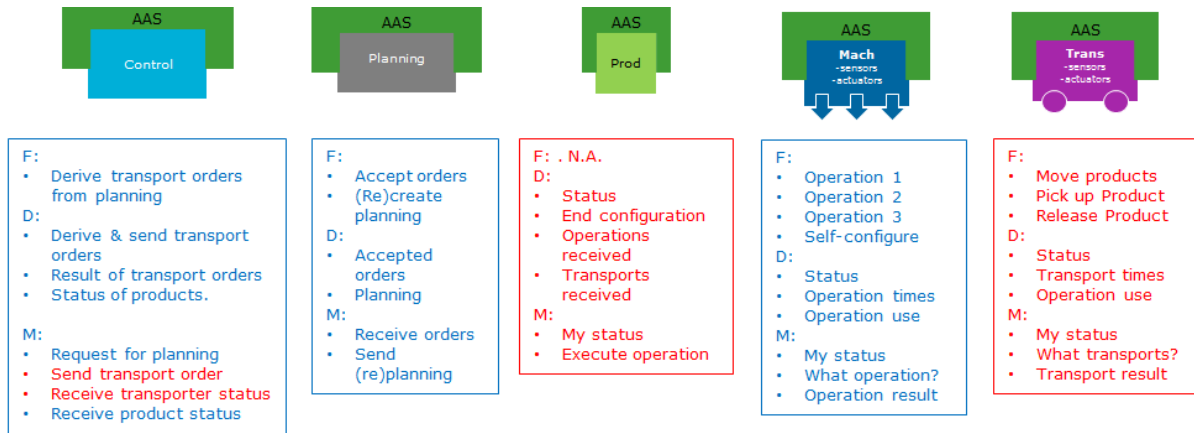 AAS
Control
AAS
Planning
AAS
Prod
AAS
Mach
-sensors
-actuators
AAS
Trans
-sensors
-actuators
F:
• Derive transport orders
from planning
D:
• Derive & send transport
orders
• Result of transport orders
• Status of products.
M:
• Request for planning
• Send transport order
• Receive transporter status
• Receive product status
F:
• Accept orders
• (Re)create
planning
D:
• Accepted
orders
• Planning
M:
• Receive orders
• Send
(re)planning
F: . N.A.
D:
• Status
• End configuration
• Operations
received
• Transports
received
M:
• My status
• Execute operation
F:
• Operation 1
• Operation 2
• Operation 3
• Self-configure
D:
• Status
• Operation times
• Operation use
M:
• My status
• What operation?
• Operation result
F:
• Move products
• Pick up Product
• Release Product
D:
• Status
• Transport times
• Operation use
M:
• My status
• What transports?
• Transport result